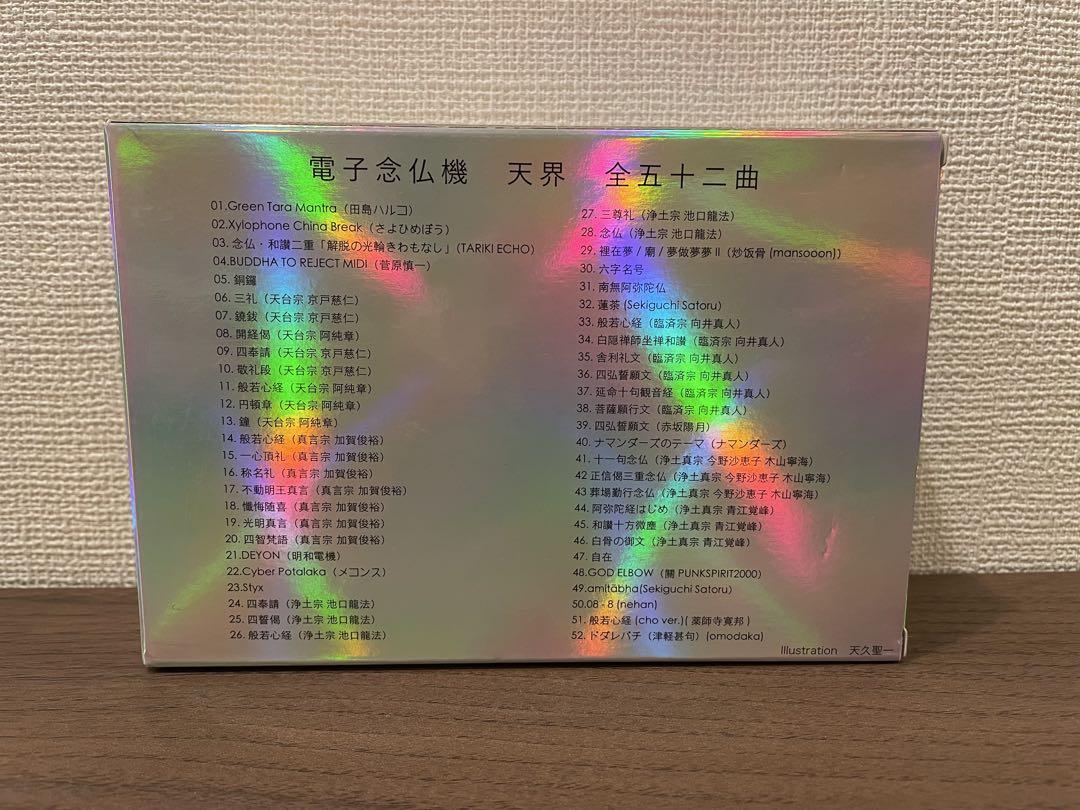 電子念仏機 天界 全五十二曲
01.Green Tara Mantra（田島ハルコ）
02.Xylophone China Break（さよひめぼう）
03. 念仏・和讃二重「解脱の光輪きわもなし」（TARIKI ECHO）
04.BUDDHA TO REJECT MIDI（菅原慎一）
05. 銅鑼
06. 三礼（天台宗 京戸慈仁）
07. 鐃鈸（天台宗 京戸慈仁）
08. 開経偈（天台宗 阿純章）
09. 四奉請（天台宗 京戸慈仁）
10. 敬礼段（天台宗 京戸慈仁）
11. 般若心経（天台宗 阿純章）
12. 円頓章（天台宗 阿純章）
13. 鐘（天台宗 阿純章）
14. 般若心経（真言宗 加賀俊裕）
15. 一心頂礼（真言宗 加賀俊裕）
16. 称名礼（真言宗 加賀俊裕）
17. 不動明王真言（真言宗 加賀俊裕）
18. 懺悔随喜（真言宗 加賀俊裕）
19. 光明真言（真言宗 加賀俊裕）
20. 四智梵語（真言宗 加賀俊裕）
21.DEYON（明和電機）
22.Cyber Potalaka（メコンス）
23.Styx
24. 四奉請（浄土宗 池口龍法）
25. 四誓偈（浄土宗 池口龍法）
26. 般若心経（浄土宗 池口龍法）
27. 三尊礼（浄土宗 池口龍法）
28. 念仏（浄土宗 池口龍法）
29. 裡在夢 / 廟 / 夢做夢夢 II（炒饭骨 (mansooon)）
30. 六字名号
31. 南無阿弥陀仏
32. 蓮茶 (Sekiguchi Satoru)
33. 般若心経（臨済宗 向井真人）
34. 白隠禅師坐禅和讃（臨済宗 向井真人）
35. 舎利礼文（臨済宗 向井真人）
36. 四弘誓願文（臨済宗 向井真人）
37. 延命十句観音経（臨済宗 向井真人）
38. 菩薩願行文（臨済宗 向井真人）
39. 四弘誓願文（赤坂陽月）
40. ナマンダーズのテーマ（ナマンダーズ）
41. 十一句念仏（浄土真宗 今野沙恵子 木山寧海）
42 正信偈三重念仏（浄土真宗 今野沙恵子 木山寧海）
43 葬場勤行念仏（浄土真宗 今野沙恵子 木山寧海）
44. 阿弥陀経はじめ（浄土真宗 青江覚峰）
45. 和讃十方微塵（浄土真宗 青江覚峰）
46. 白骨の御文（浄土真宗 青江覚峰）
47. 自在
48.GOD ELBOW（關 PUNKSPIRIT2000）
49.amitābha(Sekiguchi Satoru)
50.08 - 8 (nehan)
51. 般若心経 (cho ver.)( 薬師寺寛邦 )
52. ドダレバチ（津軽甚句）(omodaka)
Illustration 天久聖一